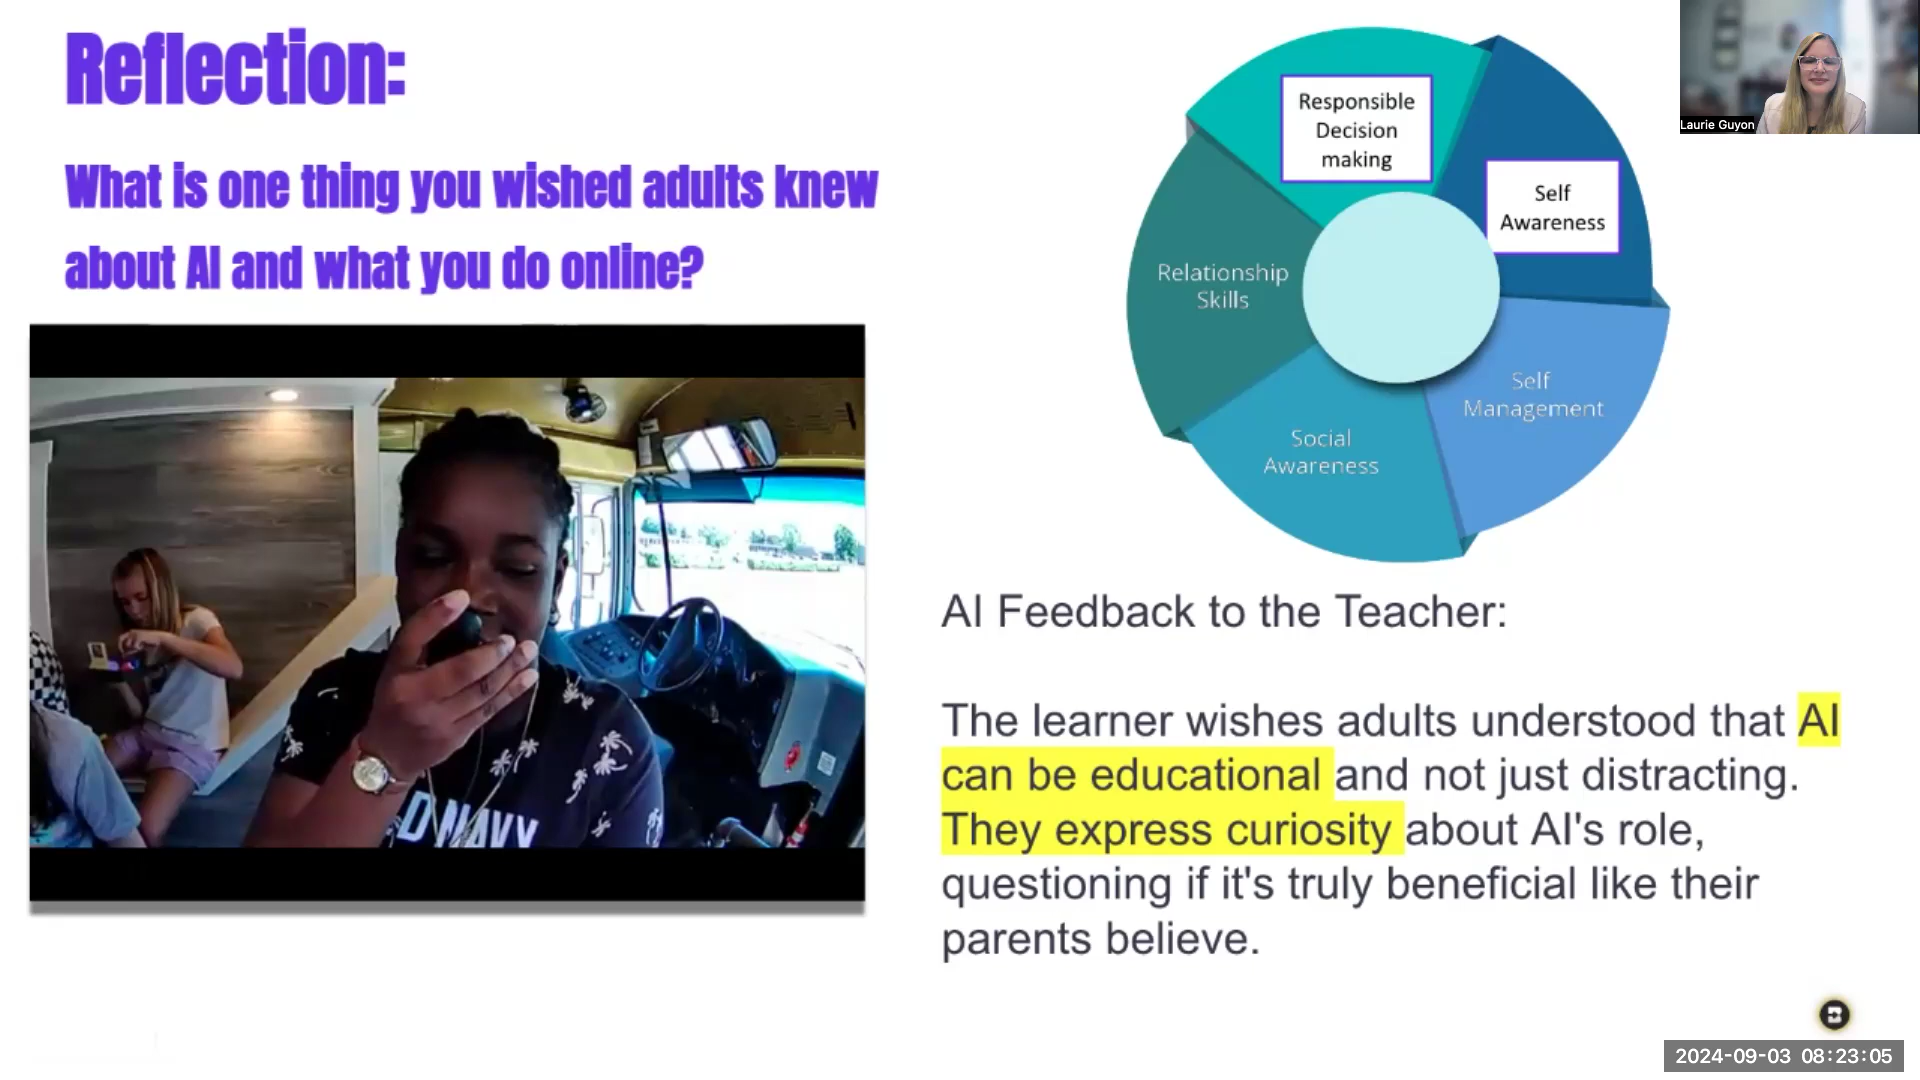 Reflection:
What is one thing you wished adults knew
about AI and what you do online?
Responsible
Decision
making
Self
Awareness
Relationship
Skills
Self
Management
Social
Awareness
Laurie Guyon
AI Feedback to the Teacher:
The learner wishes adults understood that AI
can be educational and not just distracting.
They express curiosity about AI's role,
questioning if it's truly beneficial like their
parents believe.
D NAVY
B
2024-09-03 08:23:05